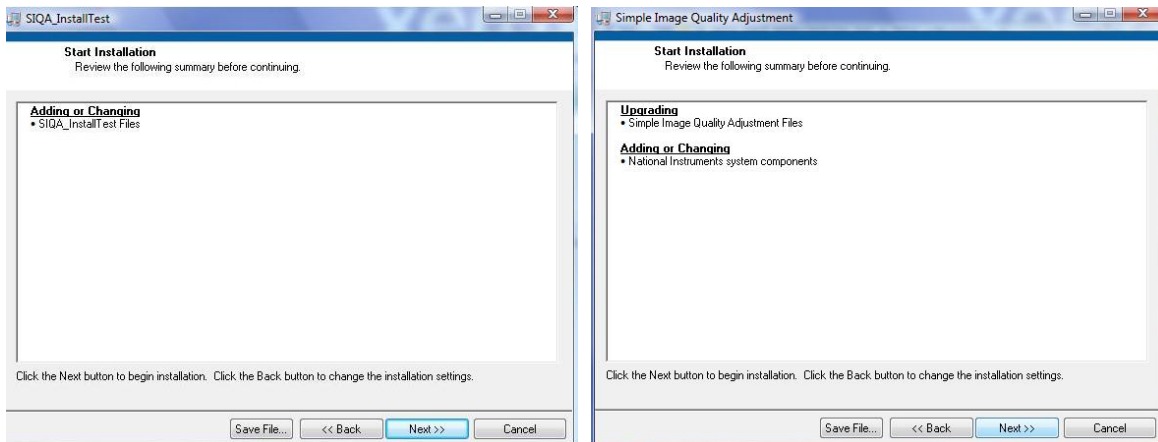 SIQA_InstallTest
Start Installation
Review the following summary before continuing.
Adding or Changing
• SIQA_InstallTest Files
Click the Next button to begin installation. Click the Back button to change the installation settings.
Save File...
<< Back
Next >>
Cancel
Simple Image Quality Adjustment
Start Installation
Review the following summary before continuing.
Upgrading
• Simple Image Quality Adjustment Files
Adding or Changing
• National Instruments system components
Click the Next button to begin installation. Click the Back button to change the installation settings.
Save File...
<< Back
Next >>
Cancel